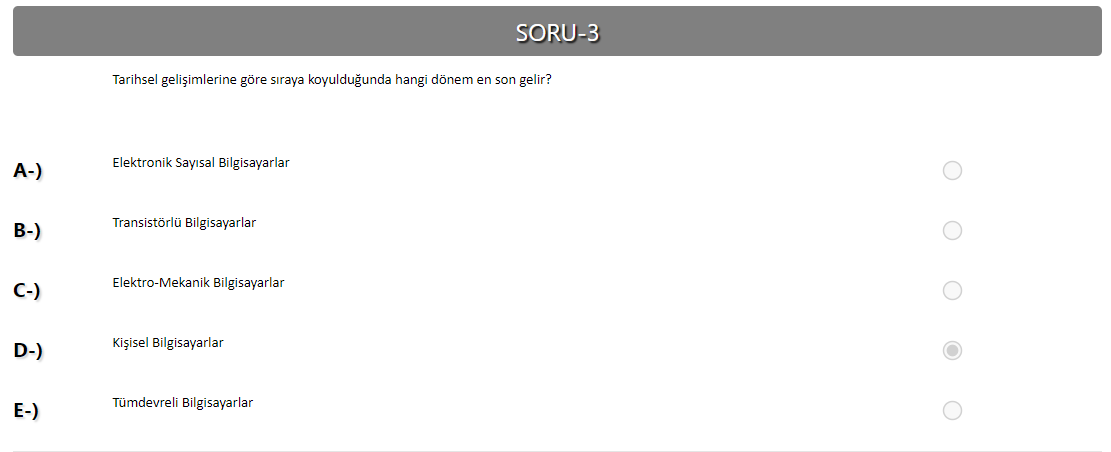 SORU-3
Tarihsel gelişimlerine göre sıraya koyulduğunda hangi dönem en son gelir?
A-) Elektronik Sayısal Bilgisayarlar
B-) Transistörlü Bilgisayarlar
C-) Elektro-Mekanik Bilgisayarlar
D-) Kişisel Bilgisayarlar
E-) Tümdevreli Bilgisayarlar